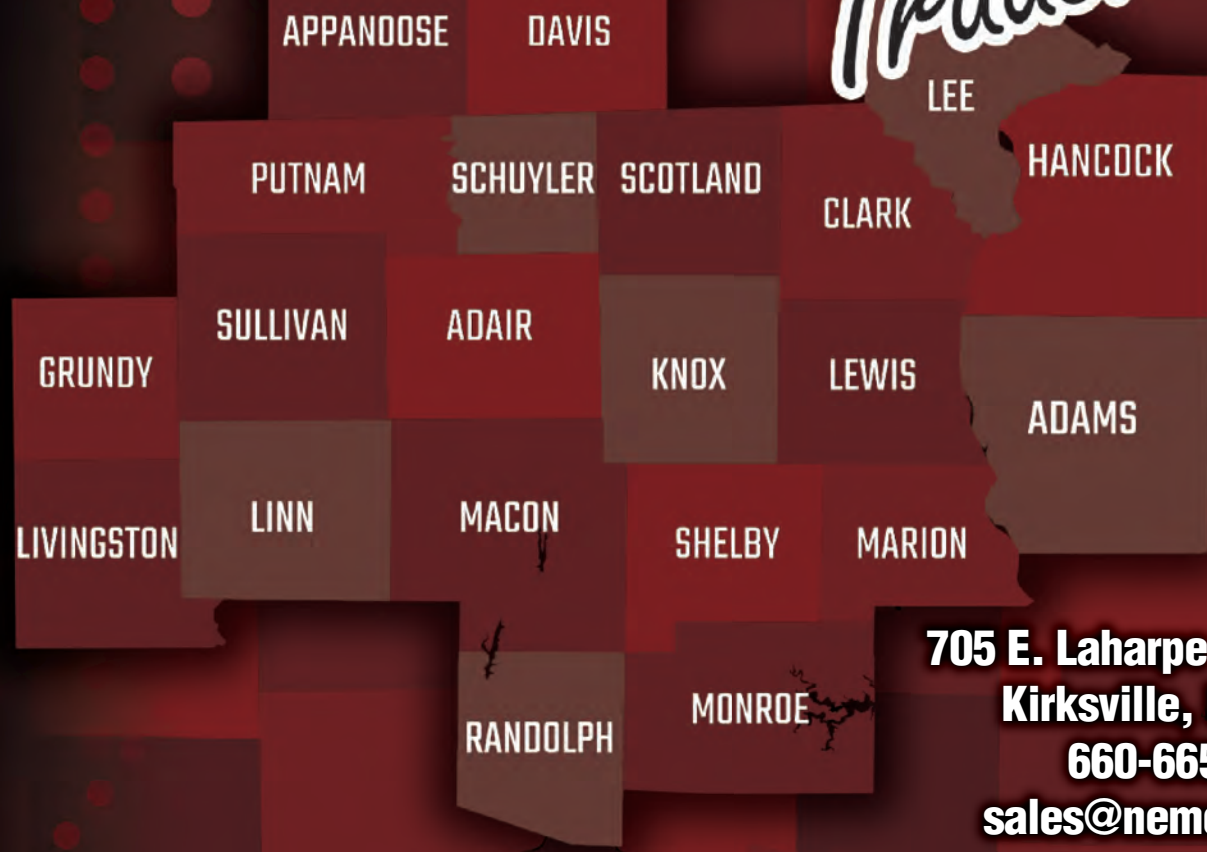 APPANOOSE
DAVIS
LEE
HANCOCK
PUTNAM
SCHUYLER
SCOTLAND
CLARK
SULLIVAN
ADAIR
GRUNDY
KNOX
LEWIS
ADAMS
LIVINGSTON
LINN
MACON
SHELBY
MARION
RANDOLPH
MONROE
705 E. Laharpe
Kirksville,
660-665
sales@neme